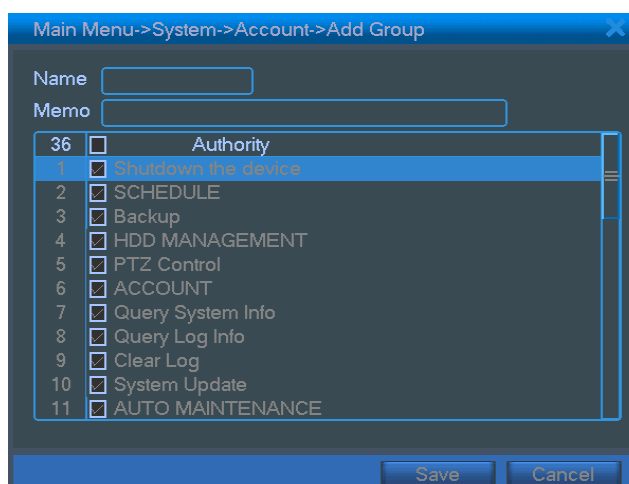 Main Menu->System->Account->Add Group
Name
Memo
36 Authority
1 Shutdown the device
2 SCHEDULE
3 Backup
4 HDD MANAGEMENT
5 PTZ Control
6 ACCOUNT
7 Query System Info
8 Query Log Info
9 Clear Log
10 System Update
11 AUTO MAINTENANCE
Save Cancel